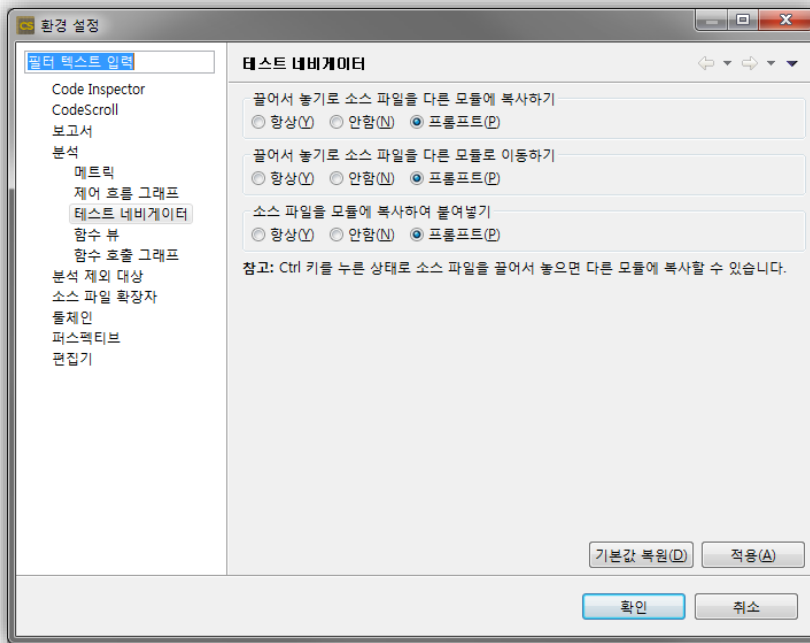 CS 환경 설정
필터 텍스트 입력
Code Inspector
CodeScroll
보고서
분석
메트릭
제어 흐름 그래프
테스트 네비게이터
함수 뷰
함수 호출 그래프
분석 제외 대상
소스 파일 확장자
툴체인
퍼스펙티브
편집기
테스트 네비게이터
끌어서 놓기로 소스 파일을 다른 모듈에 복사하기
항상(Y) 안함(N) 프롬프트(P)
끌어서 놓기로 소스 파일을 다른 모듈로 이동하기
항상(Y) 안함(N) 프롬프트(P)
소스 파일을 모듈에 복사하여 붙여넣기
항상(Y) 안함(N) 프롬프트(P)
참고: Ctrl 키를 누른 상태로 소스 파일을 끌어서 놓으면 다른 모듈에 복사할 수 있습니다.
기본값 복원(D) 적용(A)
확인 취소